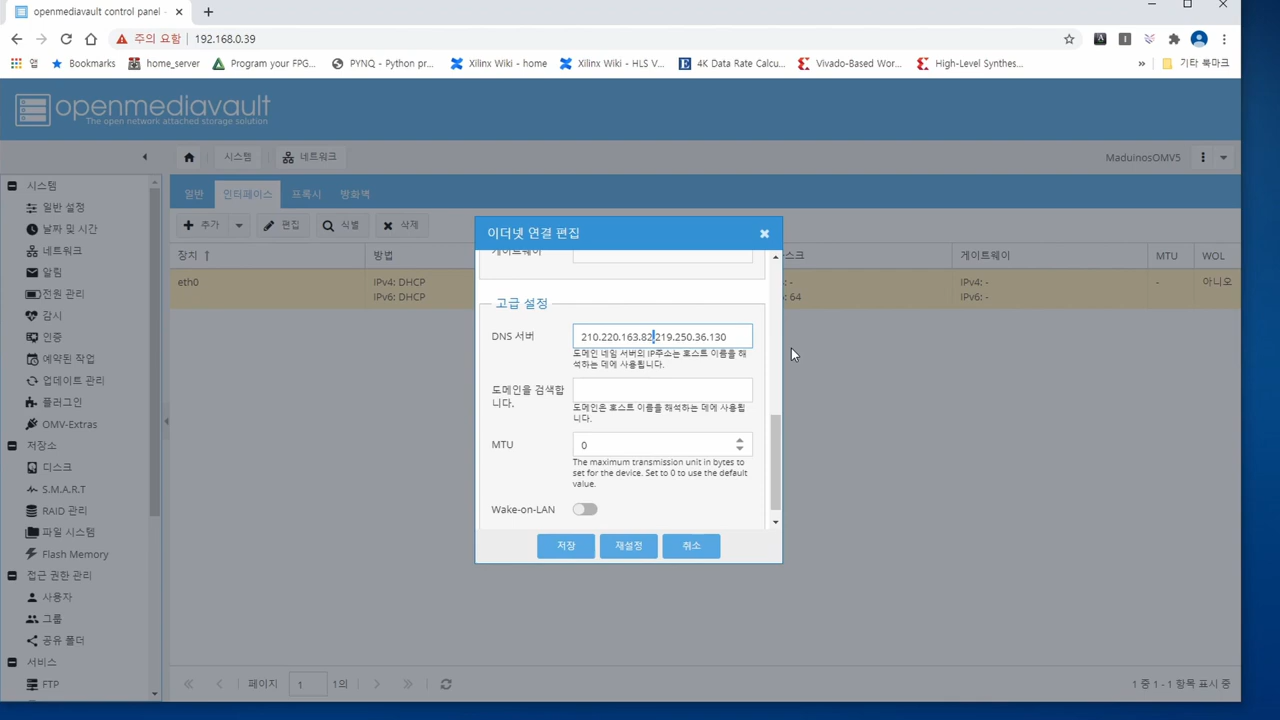 openmediavault control panel -
주의 요함
192.168.0.39
앱
Bookmarks
home_server
Program your FPG...
PYNQ - Python pr...
Xilinx Wiki - home
Xilinx Wiki - HLS V...
4K Data Rate Calcu...
Vivado-Based Wor...
High-Level Synthes...
»
기타 북마크
openmediavault
The open network attached storage solution
시스템
네트워크
MaduinosOMV5
시스템
일반 설정
날짜 및 시간
네트워크
알림
전원 관리
감시
인증
예약된 작업
업데이트 관리
플러그인
OMV-Extras
저장소
디스크
S.M.A.R.T
RAID 관리
파일 시스템
Flash Memory
접근 권한 관리
사용자
그룹
공유 폴더
서비스
FTP
일반
인터페이스
프록시
방화벽
추가
편집
식별
삭제
장치
방법
스크
게이트웨이
MTU
WOL
eth0
IPv4: DHCP
IPv6: DHCP
: -
: 64
IPv4: -
IPv6: -
-
아니오
이더넷 연결 편집
게이트웨이
고급 설정
DNS 서버
210.220.163.82 219.250.36.130
도메인 네임 서버의 IP주소는 호스트 이름을 해
석하는 데에 사용됩니다.
도메인을 검색합
니다.
도메인은 호스트 이름을 해석하는 데에 사용됩
니다.
MTU
0
The maximum transmission unit in bytes to
set for the device. Set to 0 to use the default
value.
Wake-on-LAN
저장
재설정
취소
페이지
1
1의
1 중 1 - 1 항목 표시 중